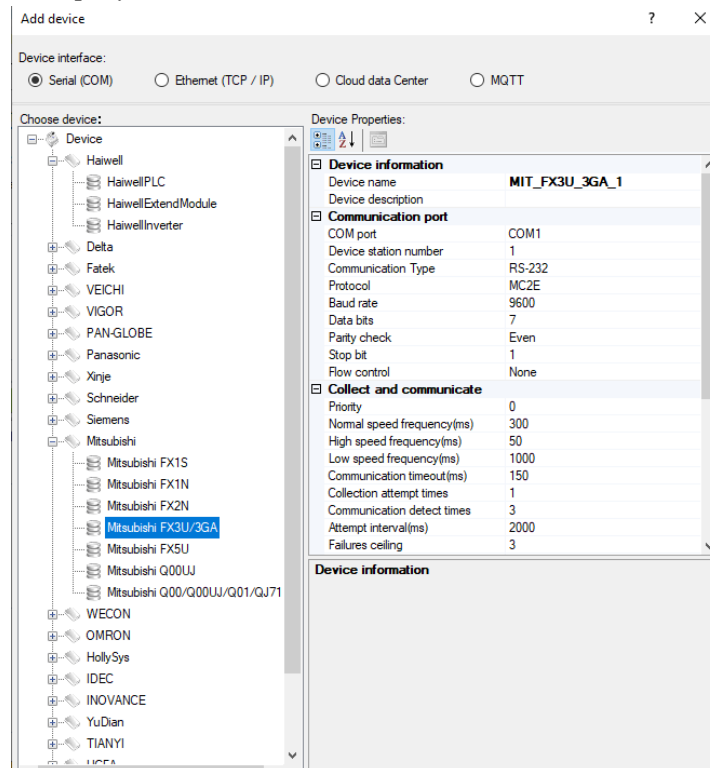 Add device
? ×
Device interface:
Serial (COM) Ethernet (TCP / IP) Cloud data Center MQTT
Choose device:
Device
Haiwell
HaiwellPLC
HaiwellExtendModule
HaiwellInverter
Delta
Fatek
VEICHI
VIGOR
PAN-GLOBE
Panasonic
Xinje
Schneider
Siemens
Mitsubishi
Mitsubishi FX1S
Mitsubishi FX1N
Mitsubishi FX2N
Mitsubishi FX3U/3GA
Mitsubishi FX5U
Mitsubishi Q00UJ
Mitsubishi Q00/Q00UJ/Q01/QJ71
WECON
OMRON
HollySys
IDEC
INOVANCE
YuDian
TIANYI
Device Properties:
Device information
Device name MIT_FX3U_3GA_1
Device description
Communication port
COM port COM1
Device station number 1
Communication Type RS-232
Protocol MC2E
Baud rate 9600
Data bits 7
Parity check Even
Stop bit 1
Flow control None
Collect and communicate
Priority 0
Normal speed frequency(ms) 300
High speed frequency(ms) 50
Low speed frequency(ms) 1000
Communication timeout(ms) 150
Collection attempt times 1
Communication detect times 3
Attempt interval(ms) 2000
Failures ceiling 3
Device information